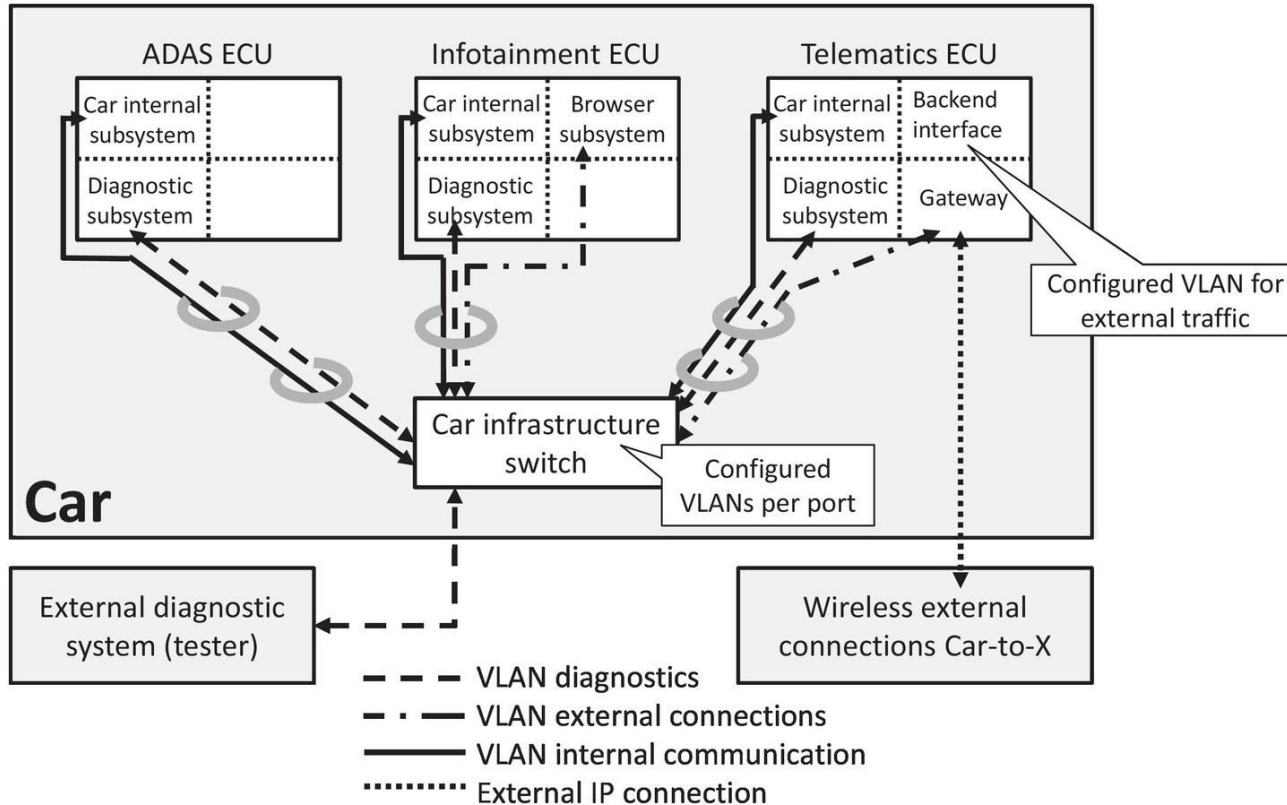 ADAS ECU
Car internal
subsystem
Diagnostic
subsystem
Infotainment ECU
Car internal
subsystem
Browser
subsystem
Diagnostic
subsystem
Telematics ECU
Car internal
subsystem
Backend
interface
Diagnostic
subsystem
Gateway
Configured VLAN for
external traffic
Car infrastructure
switch
Configured
VLANs per port
Car
External diagnostic
system (tester)
Wireless external
connections Car-to-X
VLAN diagnostics
VLAN external connections
VLAN internal communication
External IP connection